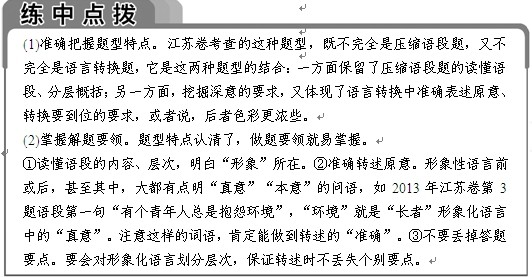 练中点拨
(1)准确把握题型特点。江苏卷考查的这种题型，既不完全是压缩语段题，又不
完全是语言转换题，它是这两种题型的结合：一方面保留了压缩语段题的读懂语
段、分层概括；另一方面，挖掘深意的要求，又体现了语言转换中准确表述原意、
转换要到位的要求，或者说，后者色彩更浓些。
(2)掌握解题要领。题型特点认清了，做题要领就易掌握。
①读懂语段的内容、层次，明白“形象”所在。②准确转述原意。形象性语言前
或后，甚至其中，大都有点明“真意”“本意”的问语，如 2013 年江苏卷第 3
题语段第一句“有个青年人总是抱怨环境”，“环境”就是“长者”形象化语言
中的“真意”。注意这样的词语，肯定能做到转述的“准确”。③不要丢掉答题
要点。要会对形象化语言划分层次，保证转述时不丢失个别要点。